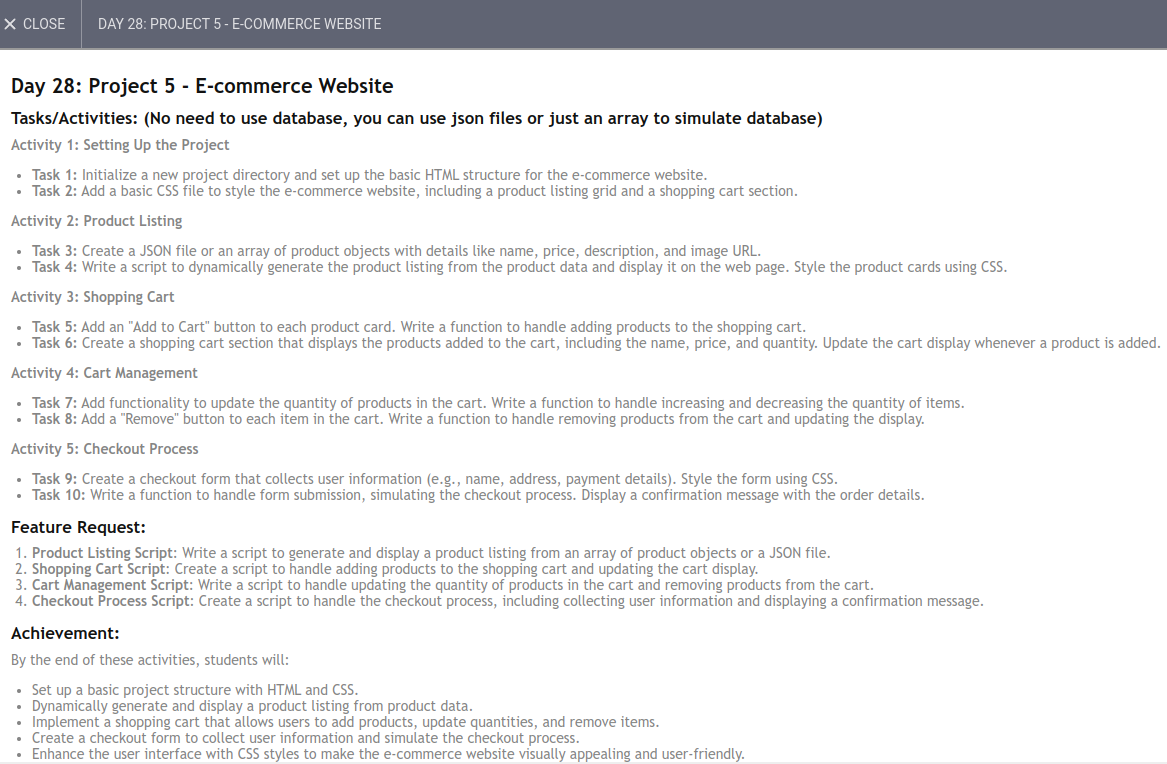 CLOSE
DAY 28: PROJECT 5 - E-COMMERCE WEBSITE
Day 28: Project 5 - E-commerce Website
Tasks/Activities: (No need to use database, you can use json files or just an array to simulate database)
Activity 1: Setting Up the Project
• Task 1: Initialize a new project directory and set up the basic HTML structure for the e-commerce website.
• Task 2: Add a basic CSS file to style the e-commerce website, including a product listing grid and a shopping cart section.
Activity 2: Product Listing
• Task 3: Create a JSON file or an array of product objects with details like name, price, description, and image URL.
• Task 4: Write a script to dynamically generate the product listing from the product data and display it on the web page. Style the product cards using CSS.
Activity 3: Shopping Cart
• Task 5: Add an "Add to Cart" button to each product card. Write a function to handle adding products to the shopping cart.
• Task 6: Create a shopping cart section that displays the products added to the cart, including the name, price, and quantity. Update the cart display whenever a product is added.
Activity 4: Cart Management
• Task 7: Add functionality to update the quantity of products in the cart. Write a function to handle increasing and decreasing the quantity of items.
• Task 8: Add a "Remove" button to each item in the cart. Write a function to handle removing products from the cart and updating the display.
Activity 5: Checkout Process
• Task 9: Create a checkout form that collects user information (e.g., name, address, payment details). Style the form using CSS.
• Task 10: Write a function to handle form submission, simulating the checkout process. Display a confirmation message with the order details.
Feature Request:
1. Product Listing Script: Write a script to generate and display a product listing from an array of product objects or a JSON file.
2. Shopping Cart Script: Create a script to handle adding products to the shopping cart and updating the cart display.
3. Cart Management Script: Write a script to handle updating the quantity of products in the cart and removing products from the cart.
4. Checkout Process Script: Create a script to handle the checkout process, including collecting user information and displaying a confirmation message.
Achievement:
By the end of these activities, students will:
• Set up a basic project structure with HTML and CSS.
• Dynamically generate and display a product listing from product data.
• Implement a shopping cart that allows users to add products, update quantities, and remove items.
• Create a checkout form to collect user information and simulate the checkout process.
• Enhance the user interface with CSS styles to make the e-commerce website visually appealing and user-friendly.